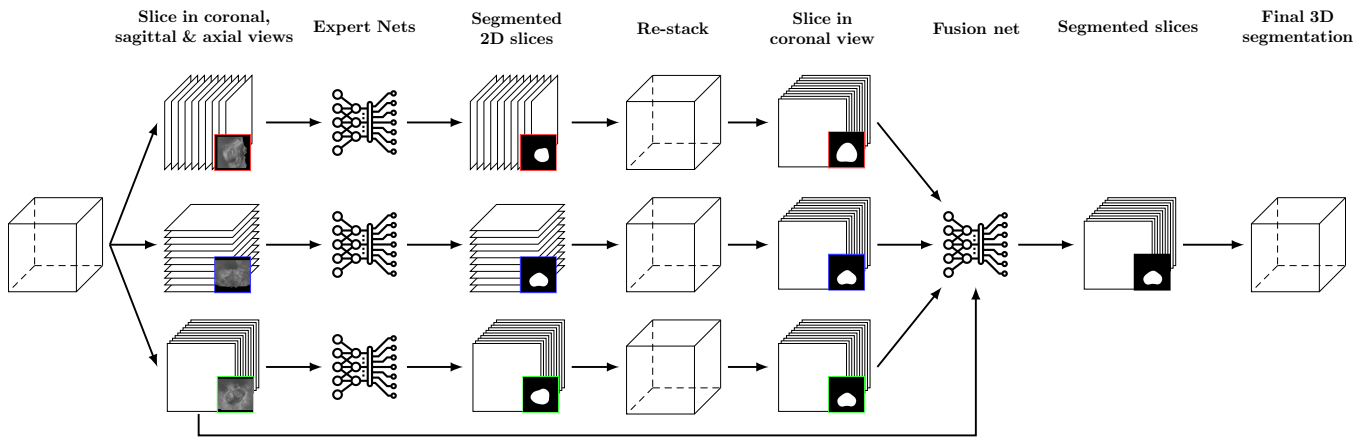 Slice in coronal,
sagittal & axial views
Expert Nets
Segmented
2D slices
Re-stack
Slice in
coronal view
Fusion net
Segmented slices
Final 3D
segmentation